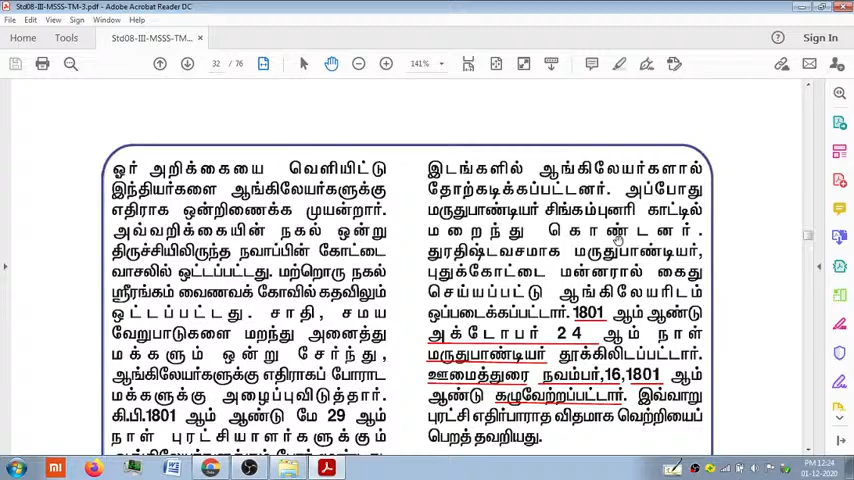 Std08-III-MSSS-TM-3.pdf - Adobe Acrobat Reader DC
File Edit View Sign Window Help
Home Tools Std08-III-MSSS-TM... × Sign In
32 / 76 141%
ஓர் அறிக்கையை வெளியிட்டு
இந்தியர்களை ஆங்கிலேயர்களுக்கு
எதிராக ஒன்றிணைக்க முயன்றார்.
அவ்வறிக்கையின் நகல் ஒன்று
திருச்சியிலிருந்த நவாப்பின் கோட்டை
வாசலில் ஒட்டப்பட்டது. மற்றொரு நகல்
ஸ்ரீரங்கம் வைணவக் கோவில் கதவிலும்
ஒட்டப்பட்டது. சாதி, சமய
வேறுபாடுகளை மறந்து அனைத்து
மக்களும் ஒன்று சேர்ந்து,
ஆங்கிலேயர்களுக்கு எதிராகப் போராட
மக்களுக்கு அழைப்புவிடுத்தார்.
கி.பி.1801 ஆம் ஆண்டு மே 29 ஆம்
நாள் புரட்சியாளர்களுக்கும்
இடங்களில் ஆங்கிலேயர்களால்
தோற்கடிக்கப்பட்டனர். அப்போது
மருதுபாண்டியர் சிங்கம்புனரி காட்டில்
மறைந்து கொண்டனர்.
துரதிஷ்டவசமாக மருதுபாண்டியர்,
புதுக்கோட்டை மன்னரால் கைது
செய்யப்பட்டு ஆங்கிலேயரிடம்
ஒப்படைக்கப்பட்டார். 1801 ஆம் ஆண்டு
அக்டோபர் 24 ஆம் நாள்
மருதுபாண்டியர் தூக்கிலிடப்பட்டார்.
ஊமைத்துரை நவம்பர்,16,1801 ஆம்
ஆண்டு கழுவேற்றப்பட்டார். இவ்வாறு
புரட்சி எதிர்பாராத விதமாக வெற்றியைப்
பெறத் தவறியது.
PM 12:24
01-12-2020